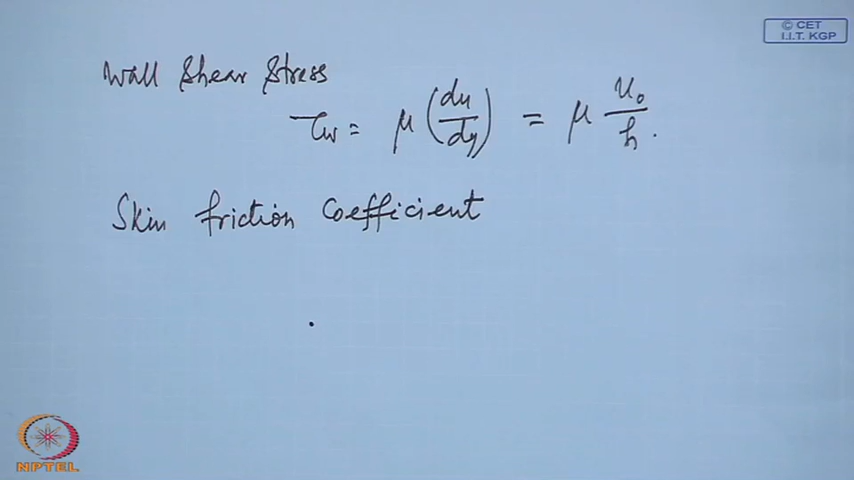 © CET
I.I.T. KGP
Wall Shear Stress
τw = μ (du/dy) = μ u₀/h.
Skin friction Coefficient
NPTEL